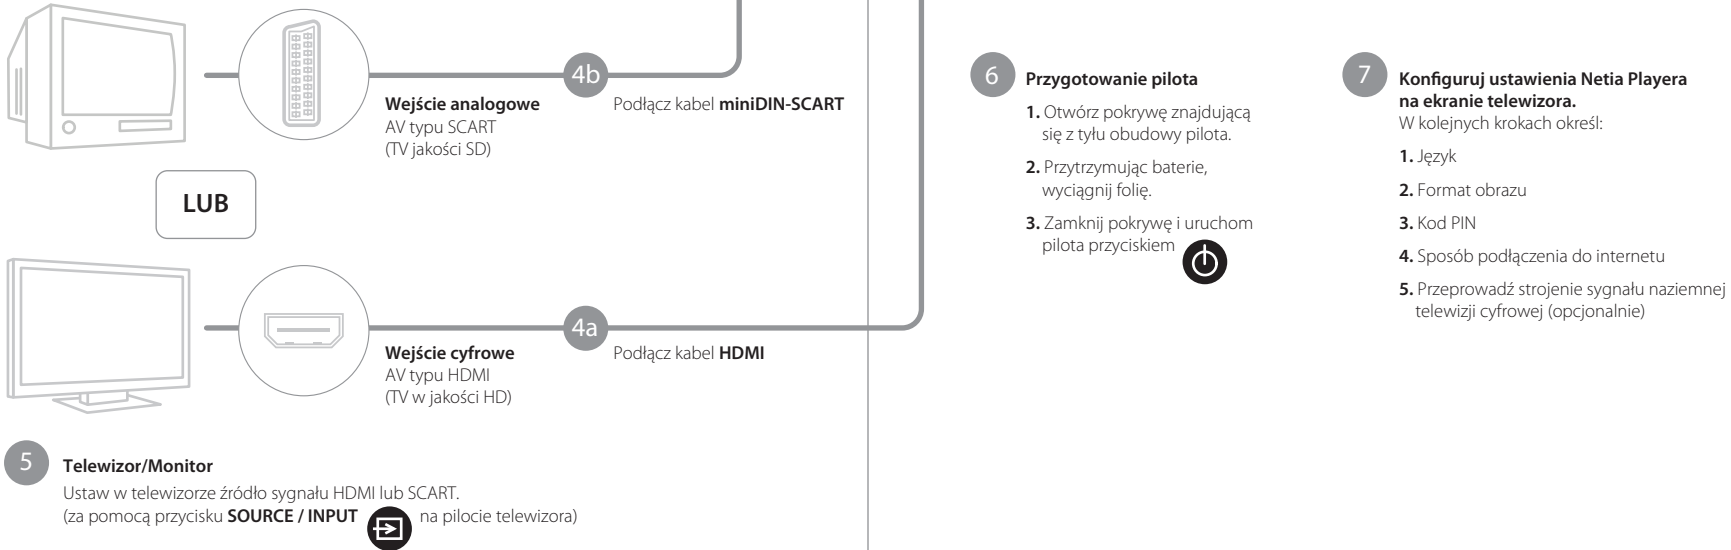 4b
Wejście analogowe
AV typu SCART
(TV jakości SD)
Podłącz kabel miniDIN-SCART
LUB
4a
Wejście cyfrowe
AV typu HDMI
(TV w jakości HD)
Podłącz kabel HDMI
5
Telewizor/Monitor
Ustaw w telewizorze źródło sygnału HDMI lub SCART.
(za pomocą przycisku SOURCE / INPUT na pilocie telewizora)
6
Przygotowanie pilota
1. Otwórz pokrywę znajdującą
się z tyłu obudowy pilota.
2. Przytrzymując baterie,
wyciągnij folię.
3. Zamknij pokrywę i uruchom
pilota przyciskiem
7
Konfiguruj ustawienia Netia Playera
na ekranie telewizora.
W kolejnych krokach określ:
1. Język
2. Format obrazu
3. Kod PIN
4. Sposób podłączenia do internetu
5. Przeprowadź strojenie sygnału naziemnej
telewizji cyfrowej (opcjonalnie)